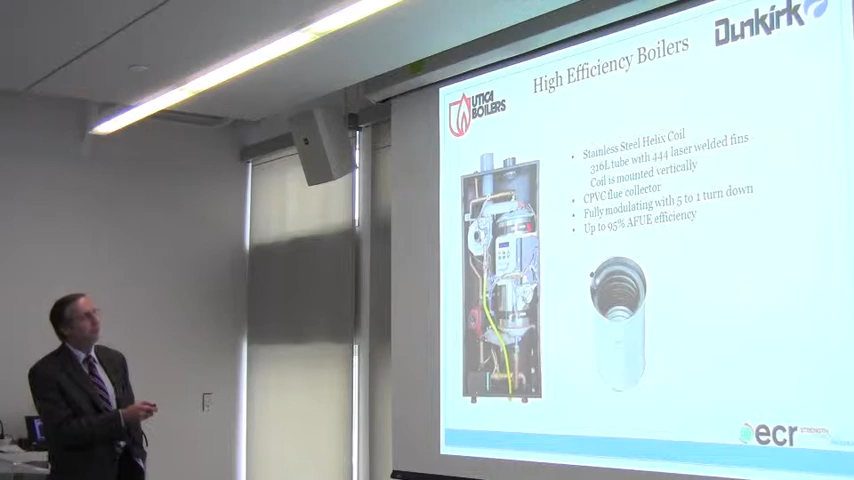 Dunkirk
High Efficiency Boilers
UTICA
BOILERS
• Stainless Steel Helix Coil
316L tube with 444 laser welded fins
Coil is mounted vertically
• CPVC flue collector
• Fully modulating with 5 to 1 turn down
• Up to 95% AFUE efficiency
ecr
STRENGTH